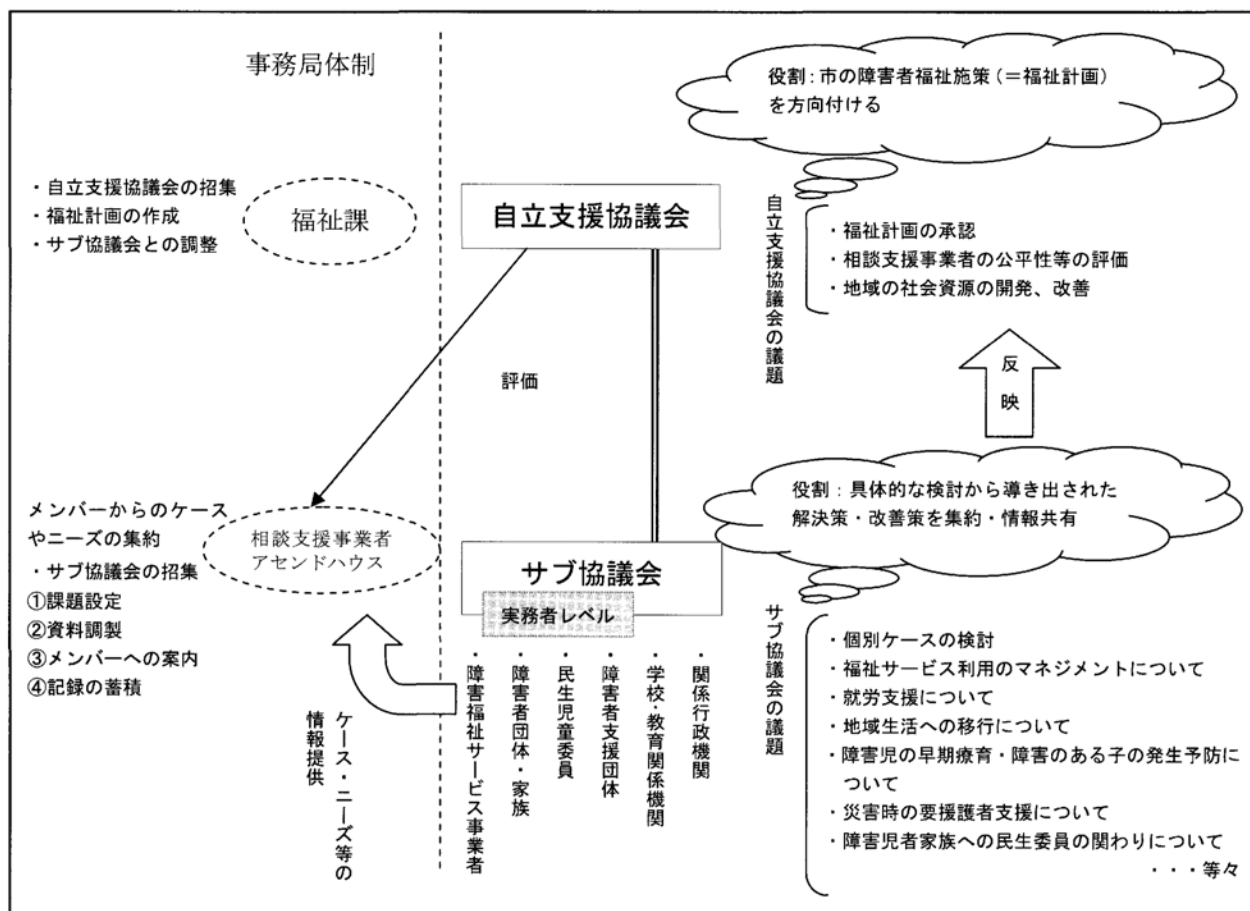 事務局体制
・自立支援協議会の招集
・福祉計画の作成
・サブ協議会との調整
福祉課
自立支援協議会
役割：市の障害者福祉施策（＝福祉計画）
を方向付ける
自立支援協議会の議題
・福祉計画の承認
・相談支援事業者の公平性等の評価
・地域の社会資源の開発、改善
反映
評価
メンバーからのケース
やニーズの集約
・サブ協議会の招集
①課題設定
②資料調製
③メンバーへの案内
④記録の蓄積
相談支援事業者
アセンドハウス
サブ協議会
実務者レベル
役割：具体的な検討から導き出された
解決策・改善策を集約・情報共有
ケース・ニーズ等の
情報提供
・障害福祉サービス事業者
・障害者団体・家族
・民生児童委員
・障害者支援団体
・学校・教育関係機関
・関係行政機関
サブ協議会の議題
・個別ケースの検討
・福祉サービス利用のマネジメントについて
・就労支援について
・地域生活への移行について
・障害児の早期療育・障害のある子の発生予防に
ついて
・災害時の要援護者支援について
・障害児者家族への民生委員の関わりについて
・・・等々